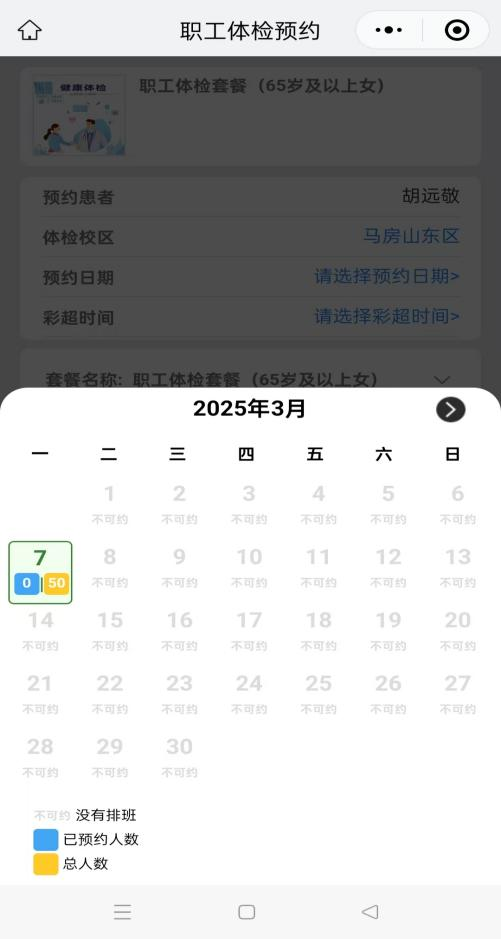 职工体检预约
健康体检
职工体检套餐（65岁及以上女）
预约患者 胡远敬
体检校区 马房山东区
预约日期 请选择预约日期>
彩超时间 请选择彩超时间>
套餐名称: 职工体检套餐（65岁及以上女）
2025年3月
一 二 三 四 五 六 日
1 2 3 4 5 6
不可约 不可约 不可约 不可约 不可约 不可约
7 8 9 10 11 12 13
0 50 不可约 不可约 不可约 不可约 不可约 不可约
14 15 16 17 18 19 20
不可约 不可约 不可约 不可约 不可约 不可约 不可约
21 22 23 24 25 26 27
不可约 不可约 不可约 不可约 不可约 不可约 不可约
28 29 30
不可约 不可约 不可约
不可约 没有排班
已预约人数
总人数